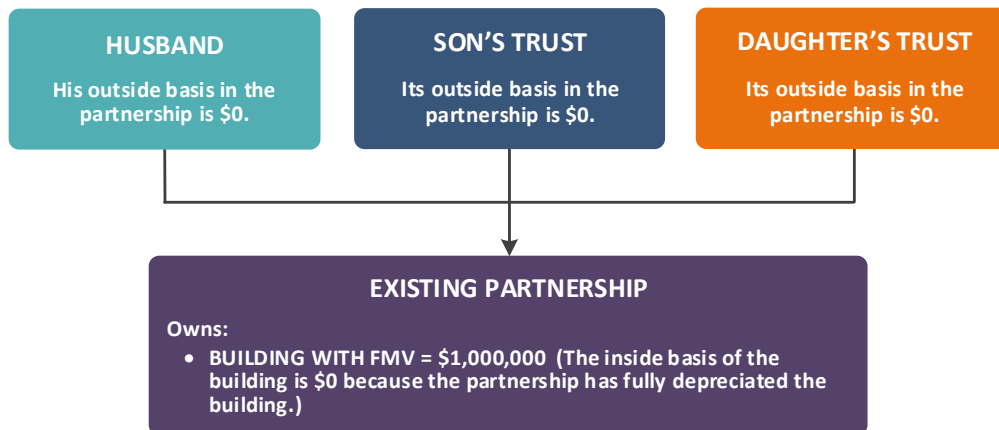 HUSBAND
His outside basis in the
partnership is $0.
SON’S TRUST
Its outside basis in the
partnership is $0.
DAUGHTER’S TRUST
Its outside basis in the
partnership is $0.
EXISTING PARTNERSHIP
Owns:
• BUILDING WITH FMV = $1,000,000 (The inside basis of the
building is $0 because the partnership has fully depreciated the
building.)